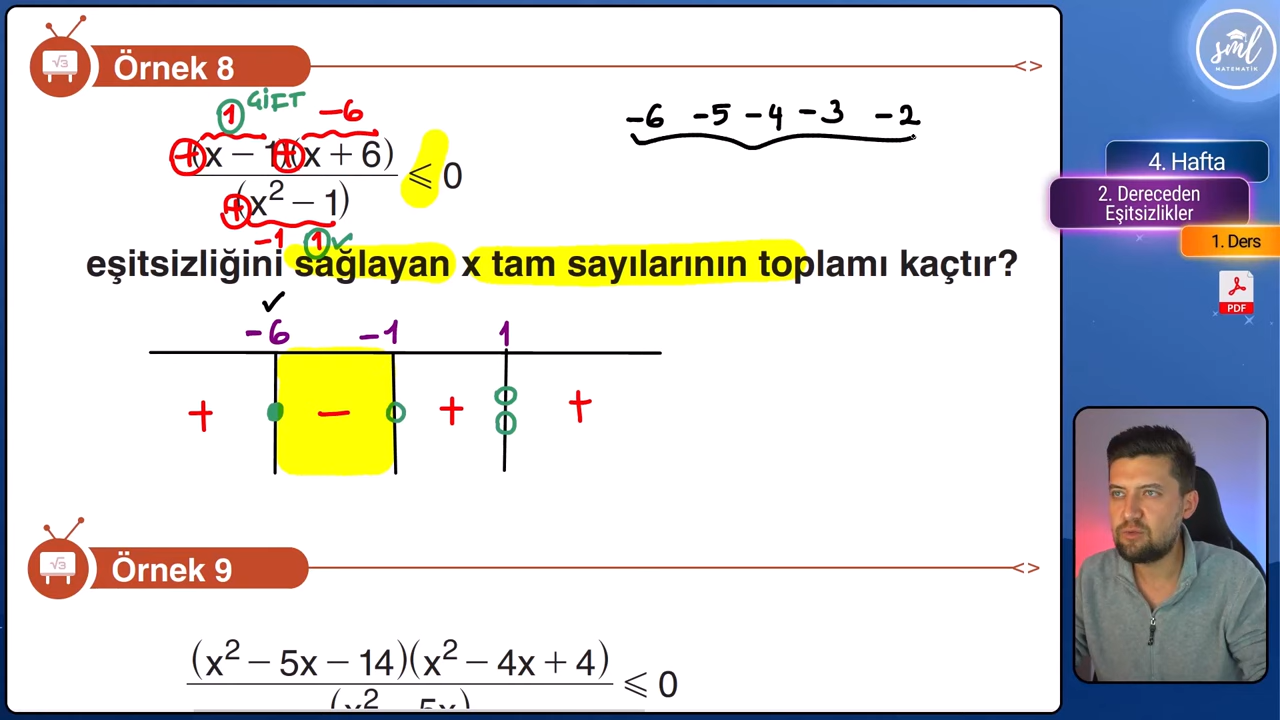 Örnek 8
1 ÇİFT -6
-6 -5 -4 -3 -2
(x − 1)(x + 6)
(x² − 1)
⩽ 0
-1 1 ✓
eşitsizliğini sağlayan x tam sayılarının toplamı kaçtır?
✓
-6 -1 1
+ − + +
Örnek 9
(x² − 5x − 14)(x² − 4x + 4)
(x² − 5x)
⩽ 0
sml
MATEMATİK
4. Hafta
2. Dereceden
Eşitsizlikler
1. Ders
PDF